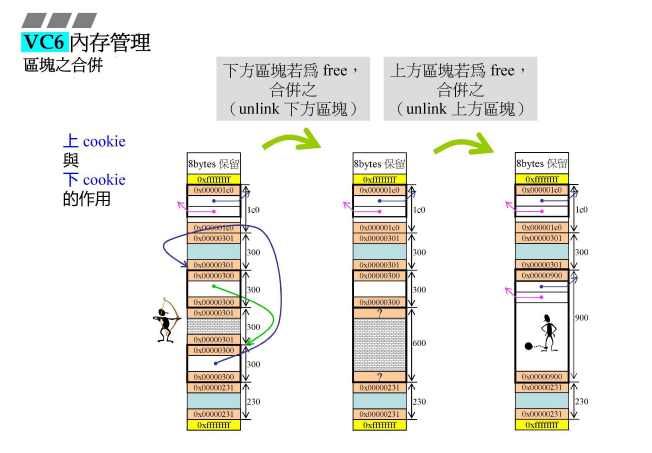 VC6 內存管理
區塊之合併
下方區塊若爲 free，
合併之
（unlink 下方區塊）
上方區塊若爲 free，
合併之
（unlink 上方區塊）
上 cookie
與
下 cookie
的作用
8bytes 保留
0xffffffff
0x000001c0
1c0
0x000001c0
0x00000301
300
0x00000301
0x00000300
300
0x00000300
0x00000301
300
0x00000301
0x00000300
300
0x00000300
0x00000231
230
0x00000231
0xffffffff
8bytes 保留
0xffffffff
0x000001c0
1c0
0x000001c0
0x00000301
300
0x00000301
0x00000300
300
0x00000300
?
600
?
0x00000231
230
0x00000231
0xffffffff
8bytes 保留
0xffffffff
0x000001c0
1c0
0x000001c0
0x00000301
300
0x00000301
0x00000900
900
0x00000900
0x00000231
230
0x00000231
0xffffffff